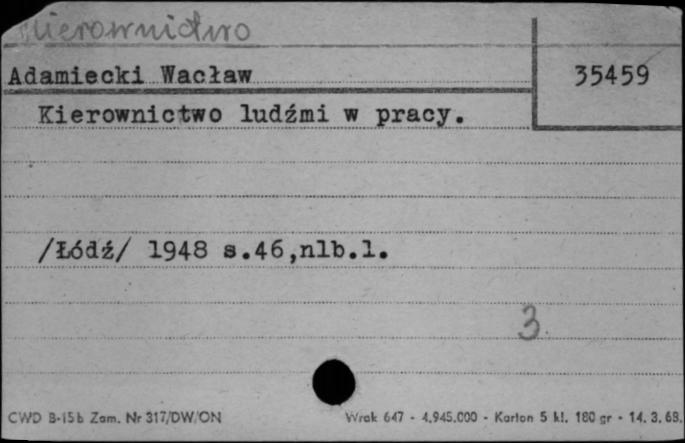 Kierownictwo
Adamiecki Wacław
35459
Kierownictwo ludźmi w pracy.
/Łódź/ 1948 s.46,nlb.1.
3
CWD B-15b Zam. Nr 317/DW/ON
Wrak 647 - 4.945.000 - Karton 5 kl. 180 gr - 14. 3. 68.